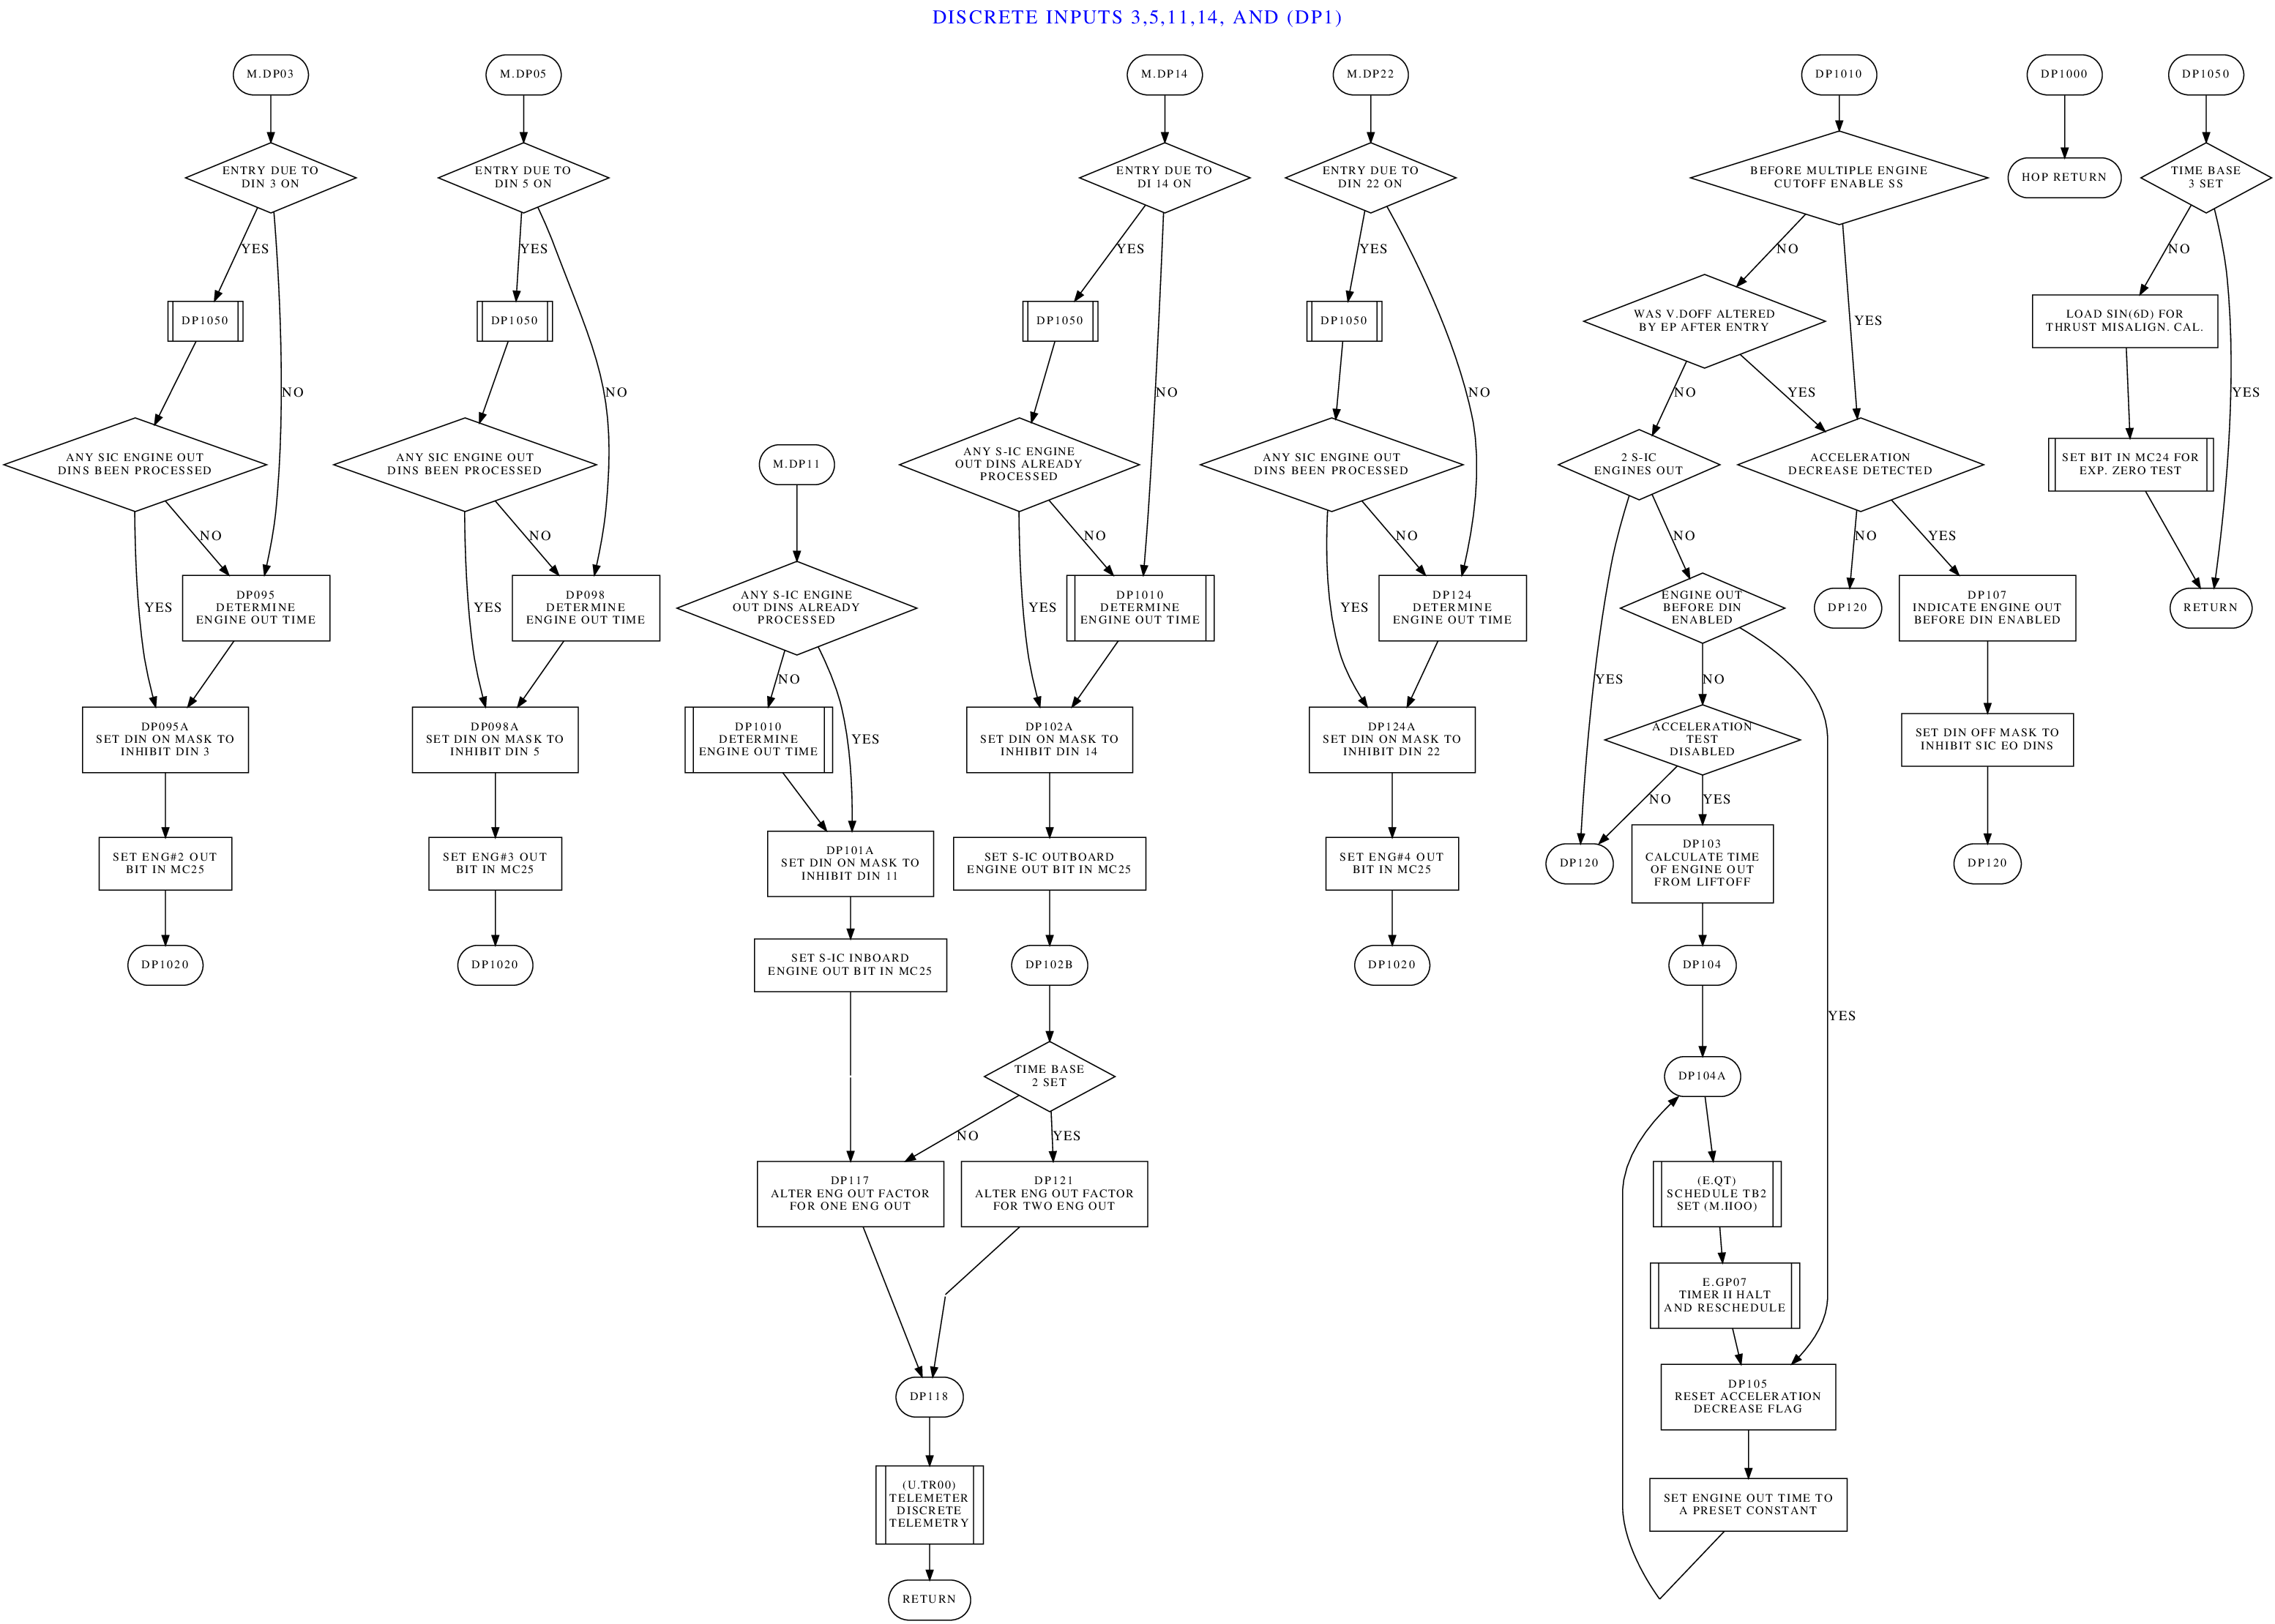 DISCRETE INPUTS 3,5,11,14, AND (DP1)
M.DP03
ENTRY DUE TO
DIN 3 ON
YES
NO
DP1050
ANY SIC ENGINE OUT
DINS BEEN PROCESSED
NO
YES
DP095
DETERMINE
ENGINE OUT TIME
DP095A
SET DIN ON MASK TO
INHIBIT DIN 3
SET ENG#2 OUT
BIT IN MC25
DP1020
M.DP05
ENTRY DUE TO
DIN 5 ON
YES
NO
DP1050
ANY SIC ENGINE OUT
DINS BEEN PROCESSED
NO
YES
DP098
DETERMINE
ENGINE OUT TIME
DP098A
SET DIN ON MASK TO
INHIBIT DIN 5
SET ENG#3 OUT
BIT IN MC25
DP1020
M.DP11
ANY S-IC ENGINE
OUT DINS ALREADY
PROCESSED
NO
YES
DP1010
DETERMINE
ENGINE OUT TIME
DP101A
SET DIN ON MASK TO
INHIBIT DIN 11
SET S-IC INBOARD
ENGINE OUT BIT IN MC25
M.DP14
ENTRY DUE TO
DI 14 ON
YES
NO
DP1050
ANY S-IC ENGINE
OUT DINS ALREADY
PROCESSED
NO
YES
DP1010
DETERMINE
ENGINE OUT TIME
DP102A
SET DIN ON MASK TO
INHIBIT DIN 14
SET S-IC OUTBOARD
ENGINE OUT BIT IN MC25
DP102B
TIME BASE
2 SET
NO
YES
DP117
ALTER ENG OUT FACTOR
FOR ONE ENG OUT
DP121
ALTER ENG OUT FACTOR
FOR TWO ENG OUT
DP118
(U.TR00)
TELEMETER
DISCRETE
TELEMETRY
RETURN
M.DP22
ENTRY DUE TO
DIN 22 ON
YES
NO
DP1050
ANY SIC ENGINE OUT
DINS BEEN PROCESSED
NO
YES
DP124
DETERMINE
ENGINE OUT TIME
DP124A
SET DIN ON MASK TO
INHIBIT DIN 22
SET ENG#4 OUT
BIT IN MC25
DP1020
DP1010
BEFORE MULTIPLE ENGINE
CUTOFF ENABLE SS
NO
YES
WAS V.DOFF ALTERED
BY EP AFTER ENTRY
NO
YES
2 S-IC
ENGINES OUT
NO
YES
ENGINE OUT
BEFORE DIN
ENABLED
NO
YES
ACCELERATION
TEST
DISABLED
NO
YES
DP120
DP103
CALCULATE TIME
OF ENGINE OUT
FROM LIFTOFF
DP104
DP104A
(E.QT)
SCHEDULE TB2
SET (M.IIOO)
E.GP07
TIMER II HALT
AND RESCHEDULE
DP105
RESET ACCELERATION
DECREASE FLAG
SET ENGINE OUT TIME TO
A PRESET CONSTANT
ACCELERATION
DECREASE DETECTED
NO
YES
DP120
DP107
INDICATE ENGINE OUT
BEFORE DIN ENABLED
SET DIN OFF MASK TO
INHIBIT SIC EO DINS
DP120
DP1000
HOP RETURN
DP1050
TIME BASE
3 SET
NO
YES
LOAD SIN(6D) FOR
THRUST MISALIGN. CAL.
SET BIT IN MC24 FOR
EXP. ZERO TEST
RETURN